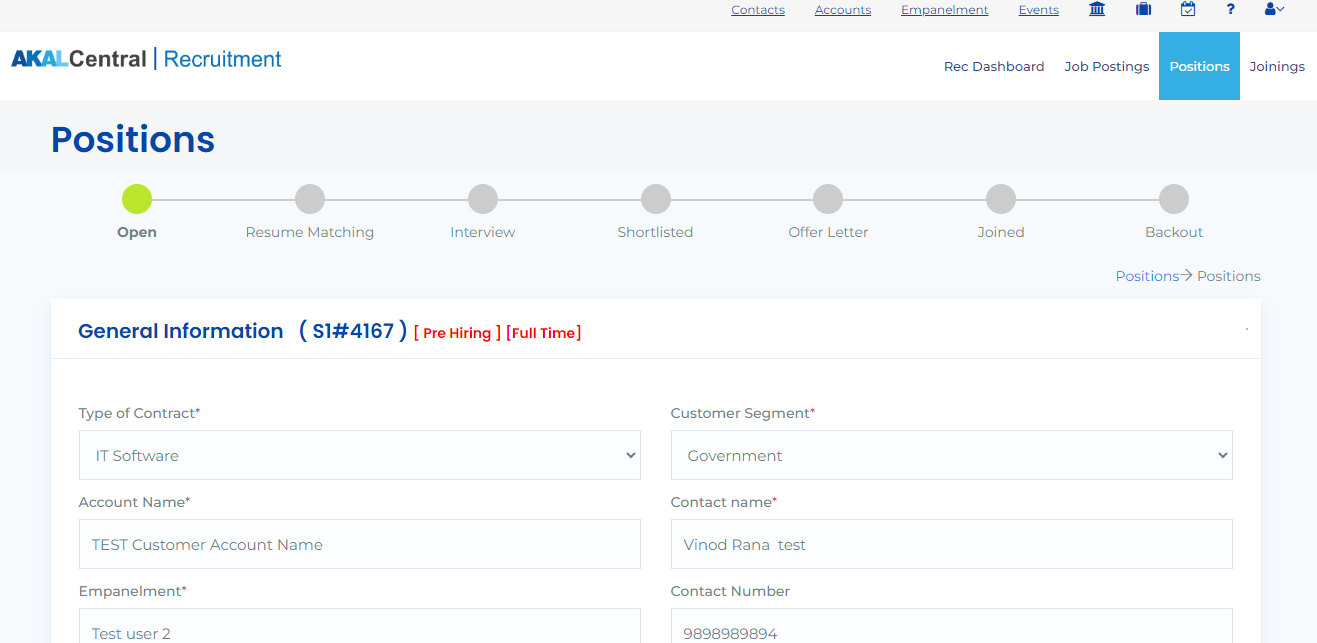 Contacts Accounts Empanelment Events ?
AKALCentral | Recruitment
Rec Dashboard Job Postings Positions Joinings
Positions
Open Resume Matching Interview Shortlisted Offer Letter Joined Backout
Positions→ Positions
General Information ( S1#4167 ) [ Pre Hiring ] [Full Time]
Type of Contract* Customer Segment*
IT Software Government
Account Name* Contact name*
TEST Customer Account Name Vinod Rana test
Empanelment* Contact Number
Test user 2 9898989894